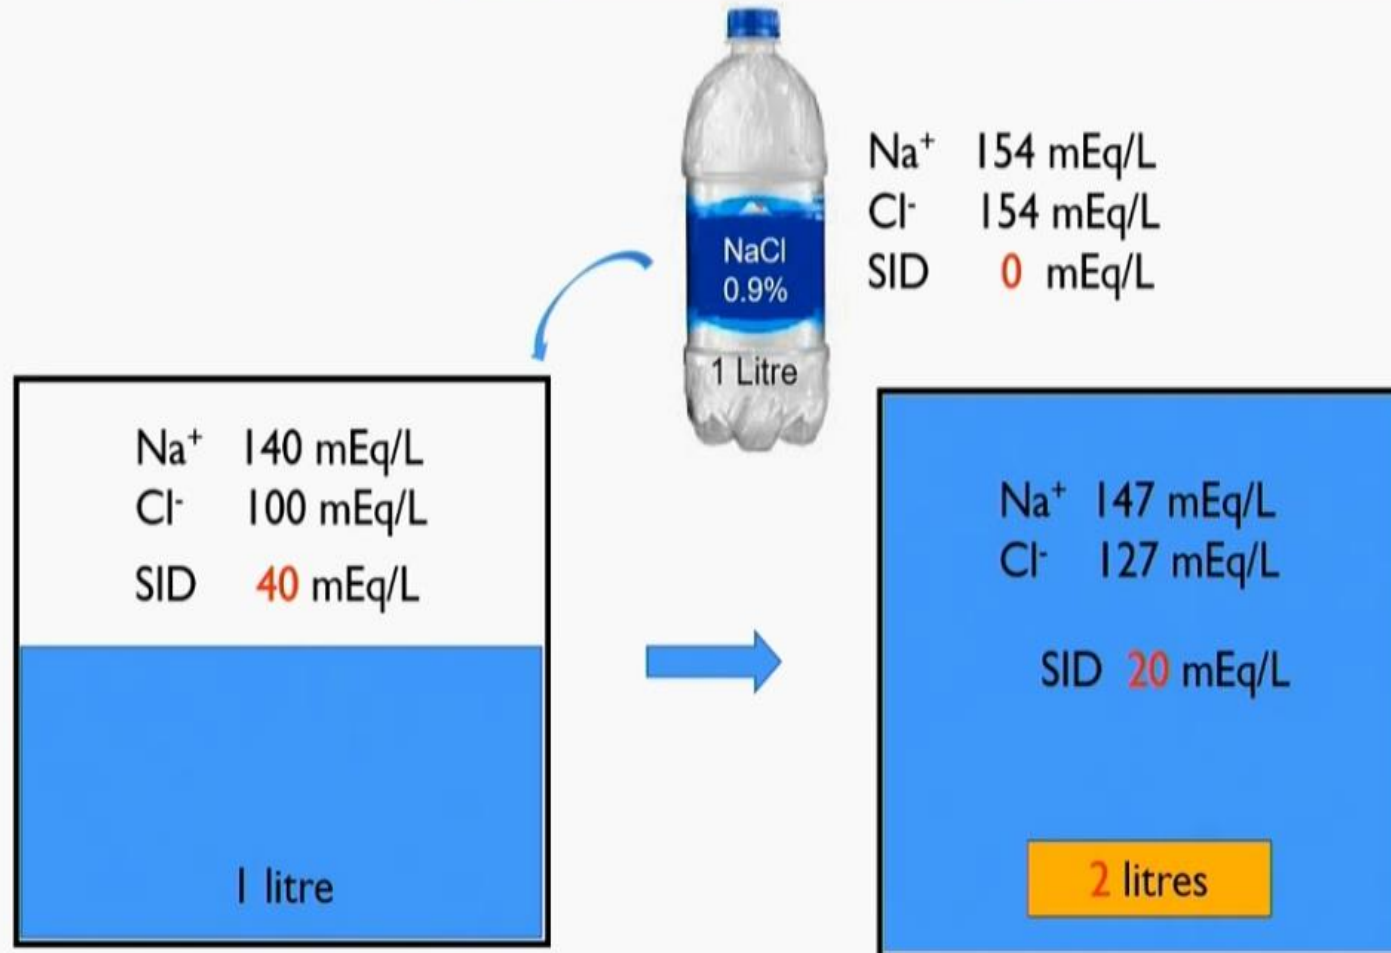 Na⁺ 154 mEq/L
Cl⁻ 154 mEq/L
SID 0 mEq/L
NaCl
0.9%
1 Litre
Na⁺ 140 mEq/L
Cl⁻ 100 mEq/L
SID 40 mEq/L
1 litre
Na⁺ 147 mEq/L
Cl⁻ 127 mEq/L
SID 20 mEq/L
2 litres